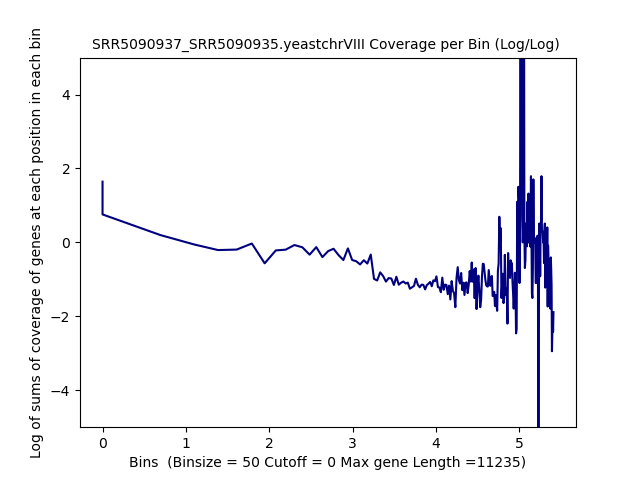 SRR5090937_SRR5090935.yeastchrVIII Coverage per Bin (Log/Log)
Log of sums of coverage of genes at each position in each bin
4
2
0
−2
−4
0 1 2 3 4 5
Bins  (Binsize = 50 Cutoff = 0 Max gene Length =11235)